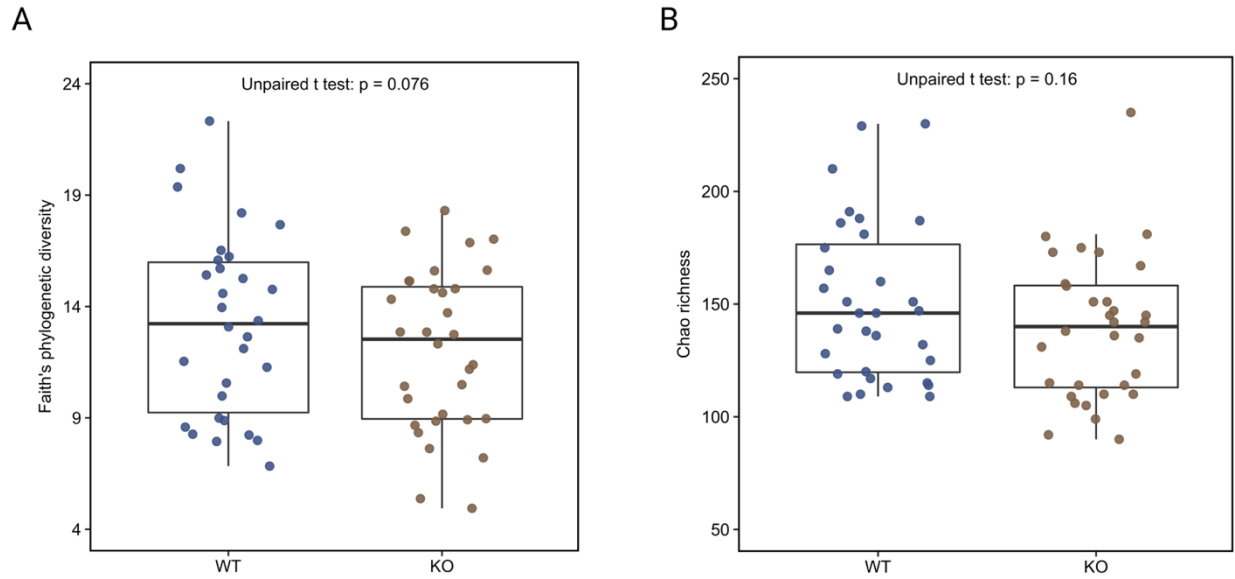 A
Unpaired t test: p = 0.076
Faith's phylogenetic diversity
24
19
14
9
4
WT
KO
B
Unpaired t test: p = 0.16
Chao richness
250
200
150
100
50
WT
KO